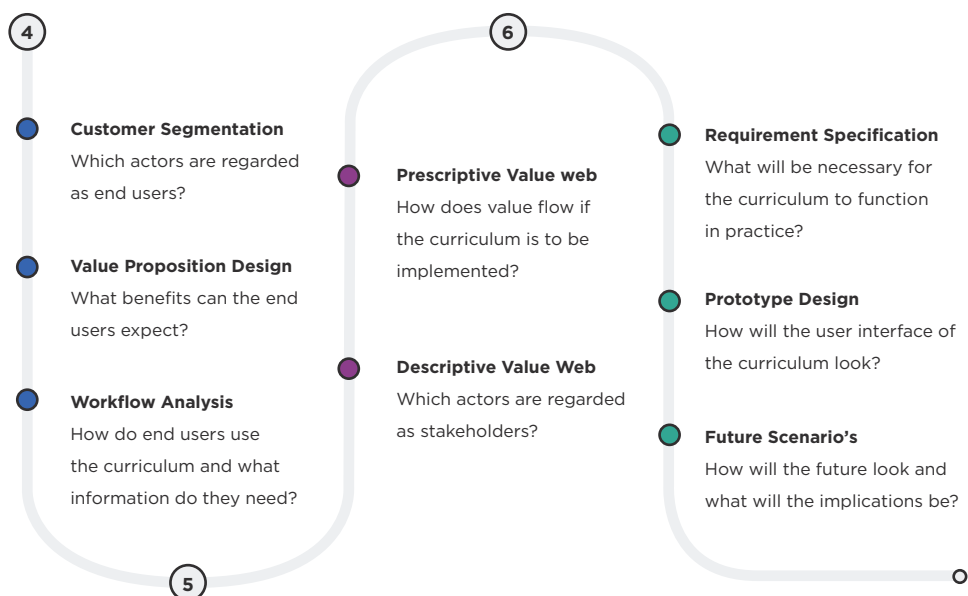 4
Customer Segmentation
Which actors are regarded
as end users?
Value Proposition Design
What benefits can the end
users expect?
Workflow Analysis
How do end users use
the curriculum and what
information do they need?
5
Prescriptive Value web
How does value flow if
the curriculum is to be
implemented?
Descriptive Value Web
Which actors are regarded
as stakeholders?
6
Requirement Specification
What will be necessary for
the curriculum to function
in practice?
Prototype Design
How will the user interface of
the curriculum look?
Future Scenario's
How will the future look and
what will the implications be?